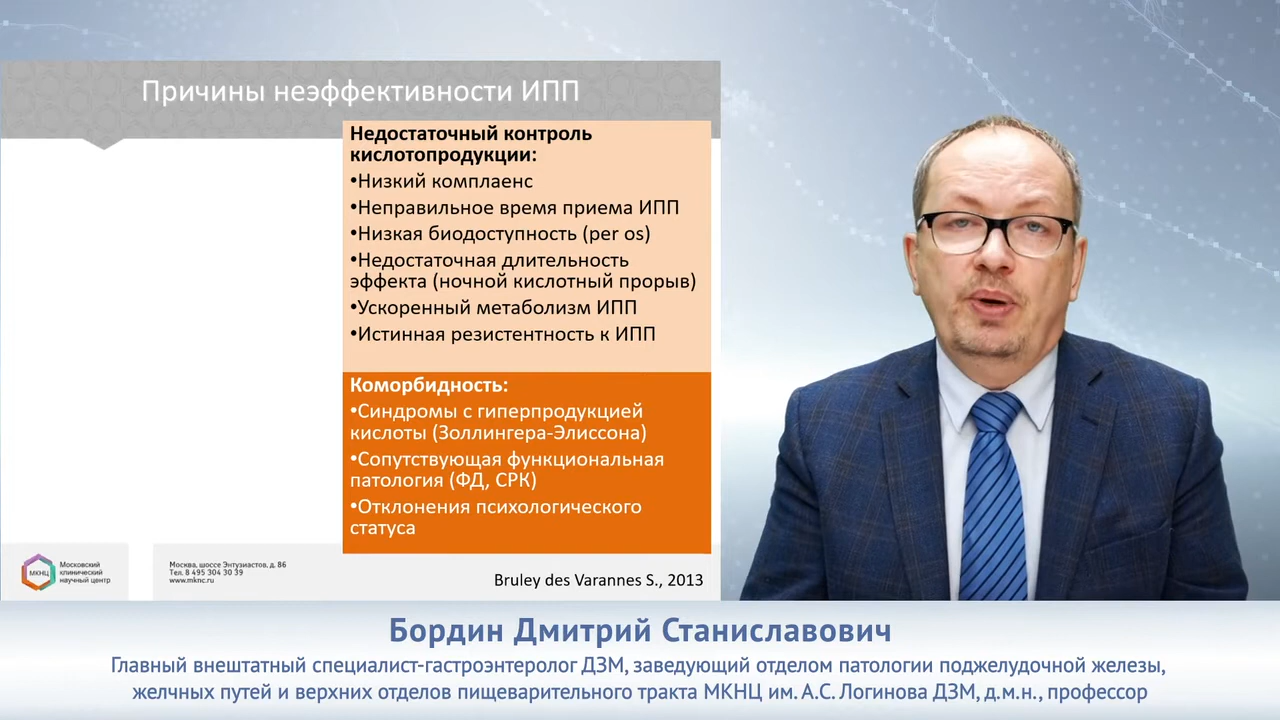 Причины неэффективности ИПП
Недостаточный контроль
кислотопродукции:
•Низкий комплаенс
•Неправильное время приема ИПП
•Низкая биодоступность (per os)
•Недостаточная длительность
эффекта (ночной кислотный прорыв)
•Ускоренный метаболизм ИПП
•Истинная резистентность к ИПП
Коморбидность:
•Синдромы с гиперпродукцией
кислоты (Золлингера-Элиссона)
•Сопутствующая функциональная
патология (ФД, СРК)
•Отклонения психологического
статуса
МКНЦ
Московский
клинический
научный центр
Москва, шоссе Энтузиастов, д. 86
Тел. 8 495 304 30 39
www.mknc.ru
Bruley des Varannes S., 2013
Бордин Дмитрий Станиславович
Главный внештатный специалист-гастроэнтеролог ДЗМ, заведующий отделом патологии поджелудочной железы,
желчных путей и верхних отделов пищеварительного тракта МКНЦ им. А.С. Логинова ДЗМ, д.м.н., профессор